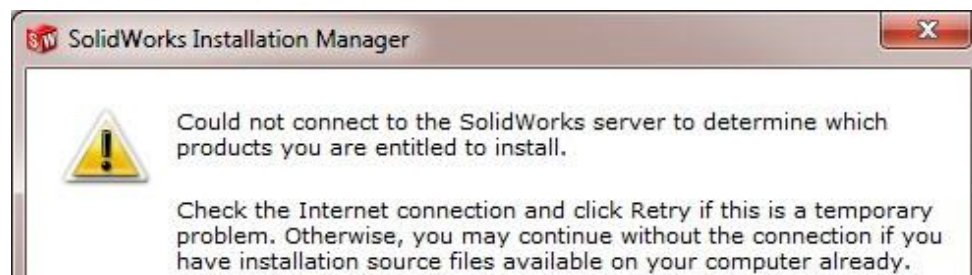 SolidWorks Installation Manager
Could not connect to the SolidWorks server to determine which
products you are entitled to install.
Check the Internet connection and click Retry if this is a temporary
problem. Otherwise, you may continue without the connection if you
have installation source files available on your computer already.